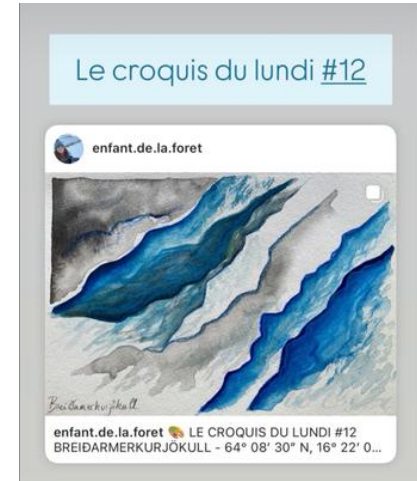 Le croquis du lundi #12
enfant.de.la.foret
Breiðamerkurjökull
enfant.de.la.foret 🎨 LE CROQUIS DU LUNDI #12
BREIÐARMERKURJÖKULL - 64° 08' 30" N, 16° 22' 0...